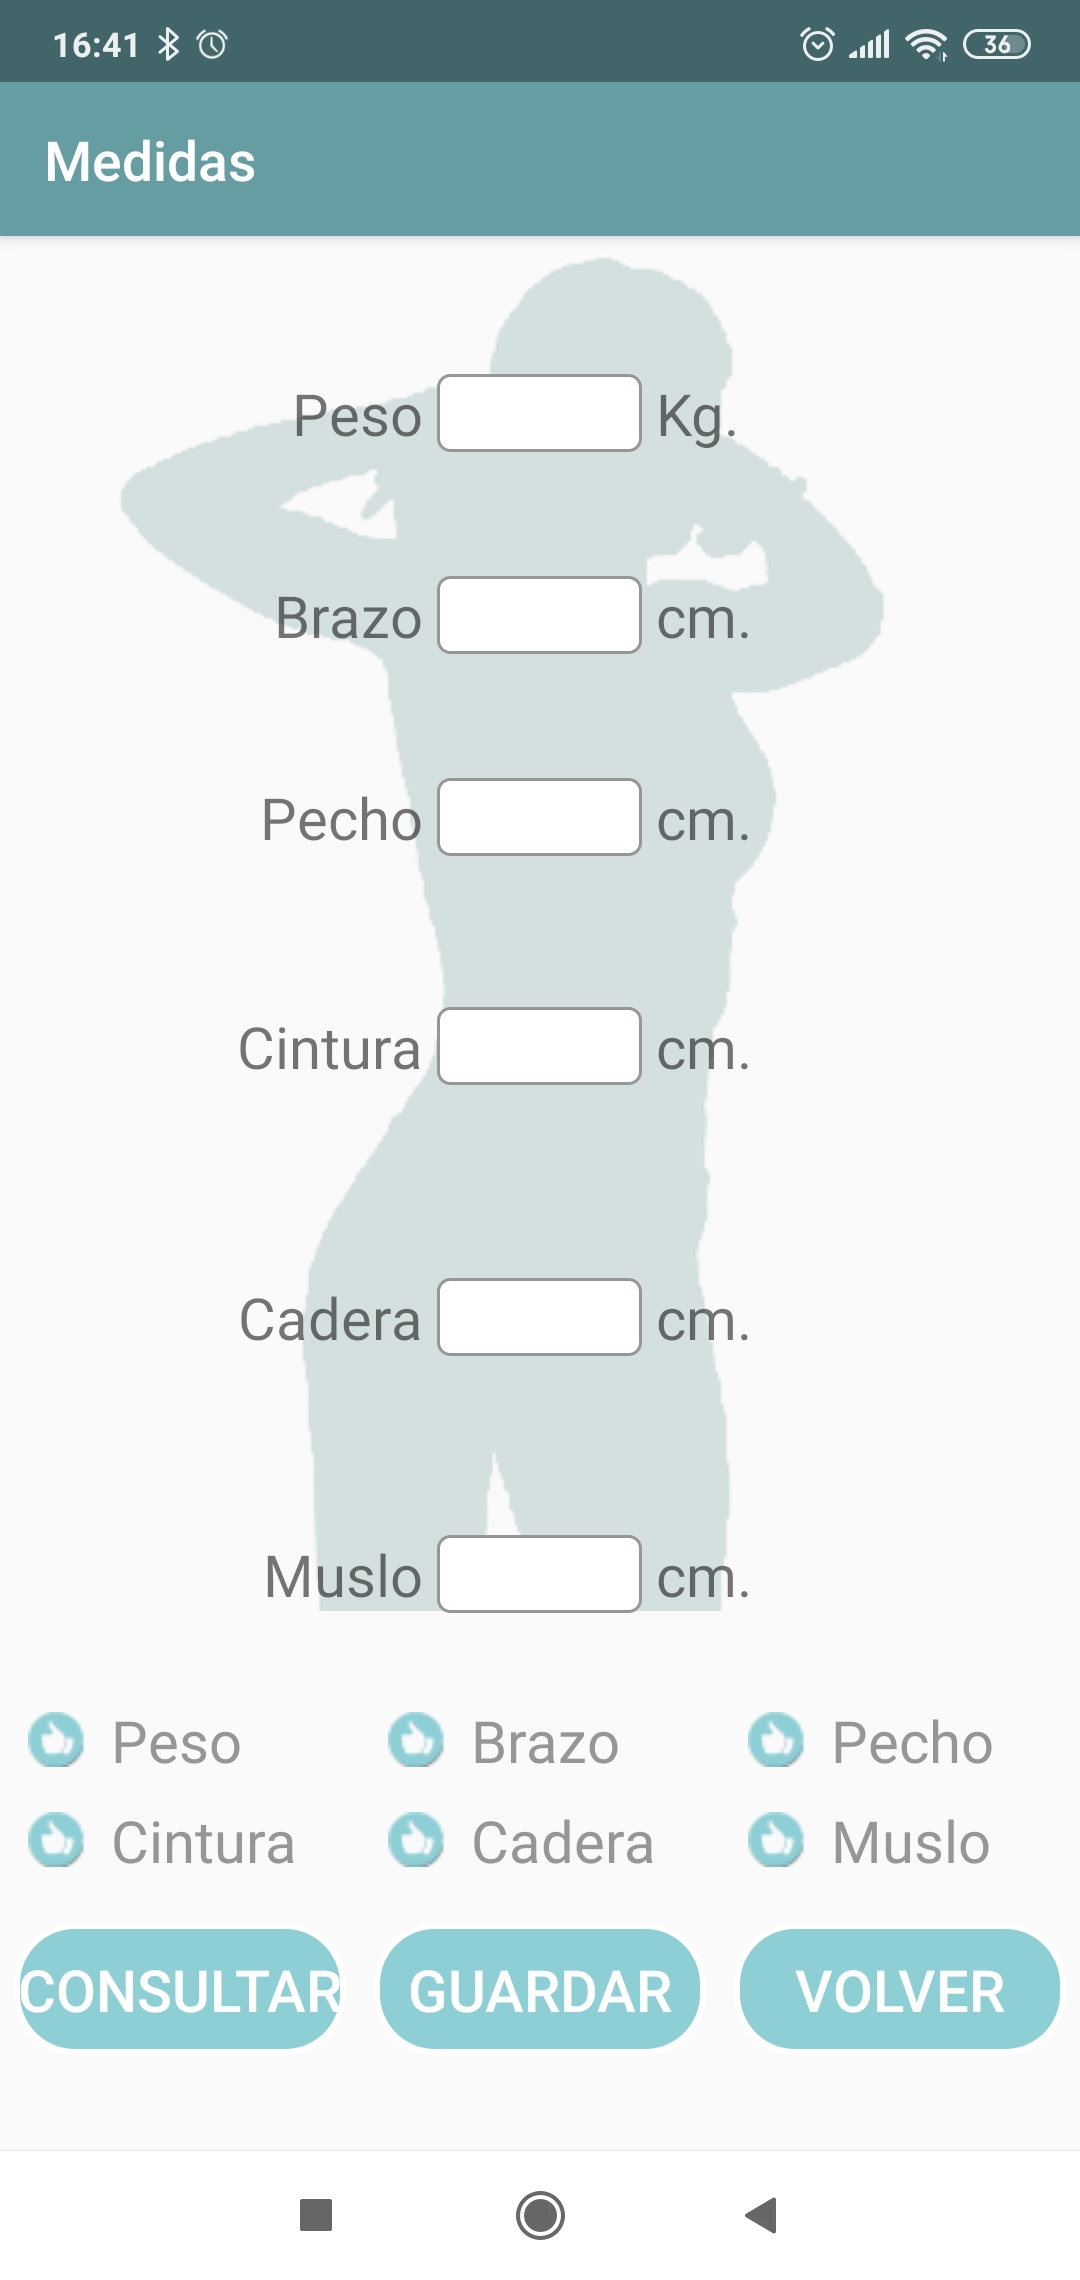 16:41 36
Medidas
Peso Kg.
Brazo cm.
Pecho cm.
Cintura cm.
Cadera cm.
Muslo cm.
Peso Brazo Pecho
Cintura Cadera Muslo
CONSULTAR GUARDAR VOLVER